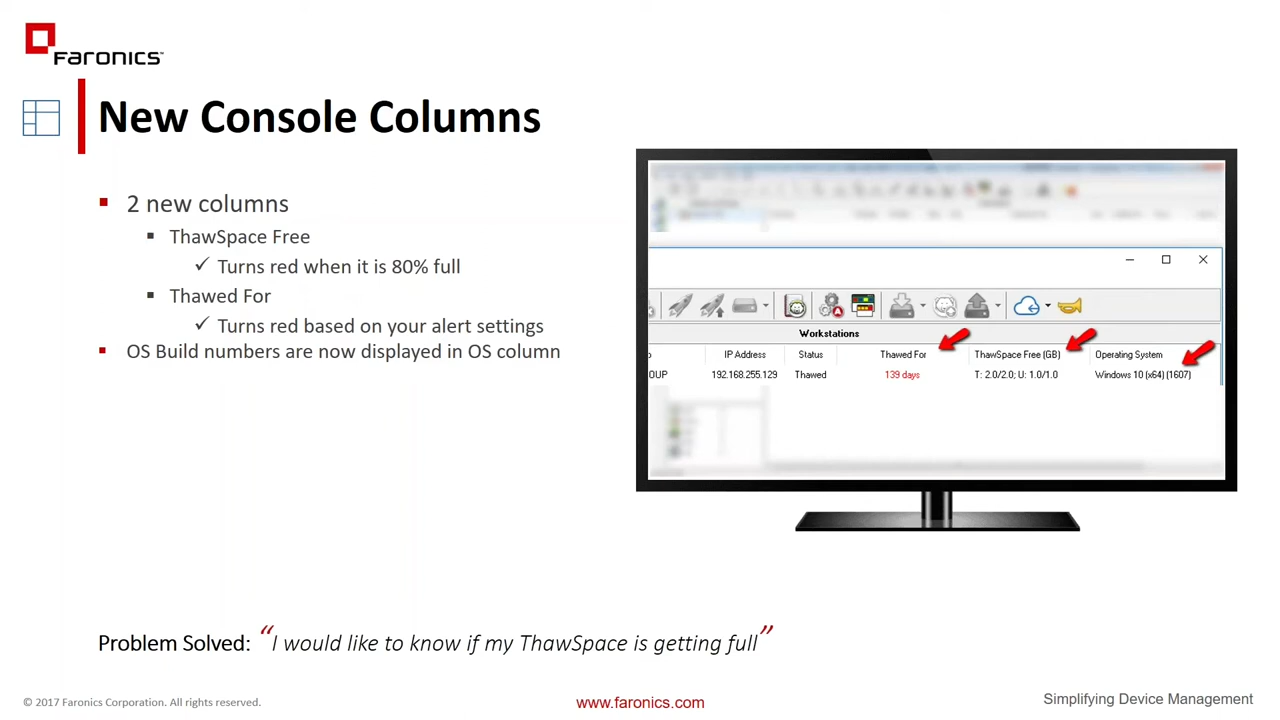 FARONICS
New Console Columns
2 new columns
ThawSpace Free
Turns red when it is 80% full
Thawed For
Turns red based on your alert settings
OS Build numbers are now displayed in OS column
Workstations
IP Address Status Thawed For ThawSpace Free (GB) Operating System
OUP 192.168.255.129 Thawed 139 days T: 2.0/2.0; U: 1.0/1.0 Windows 10 (x64) (1607)
Problem Solved: “I would like to know if my ThawSpace is getting full”
© 2017 Faronics Corporation. All rights reserved. www.faronics.com Simplifying Device Management